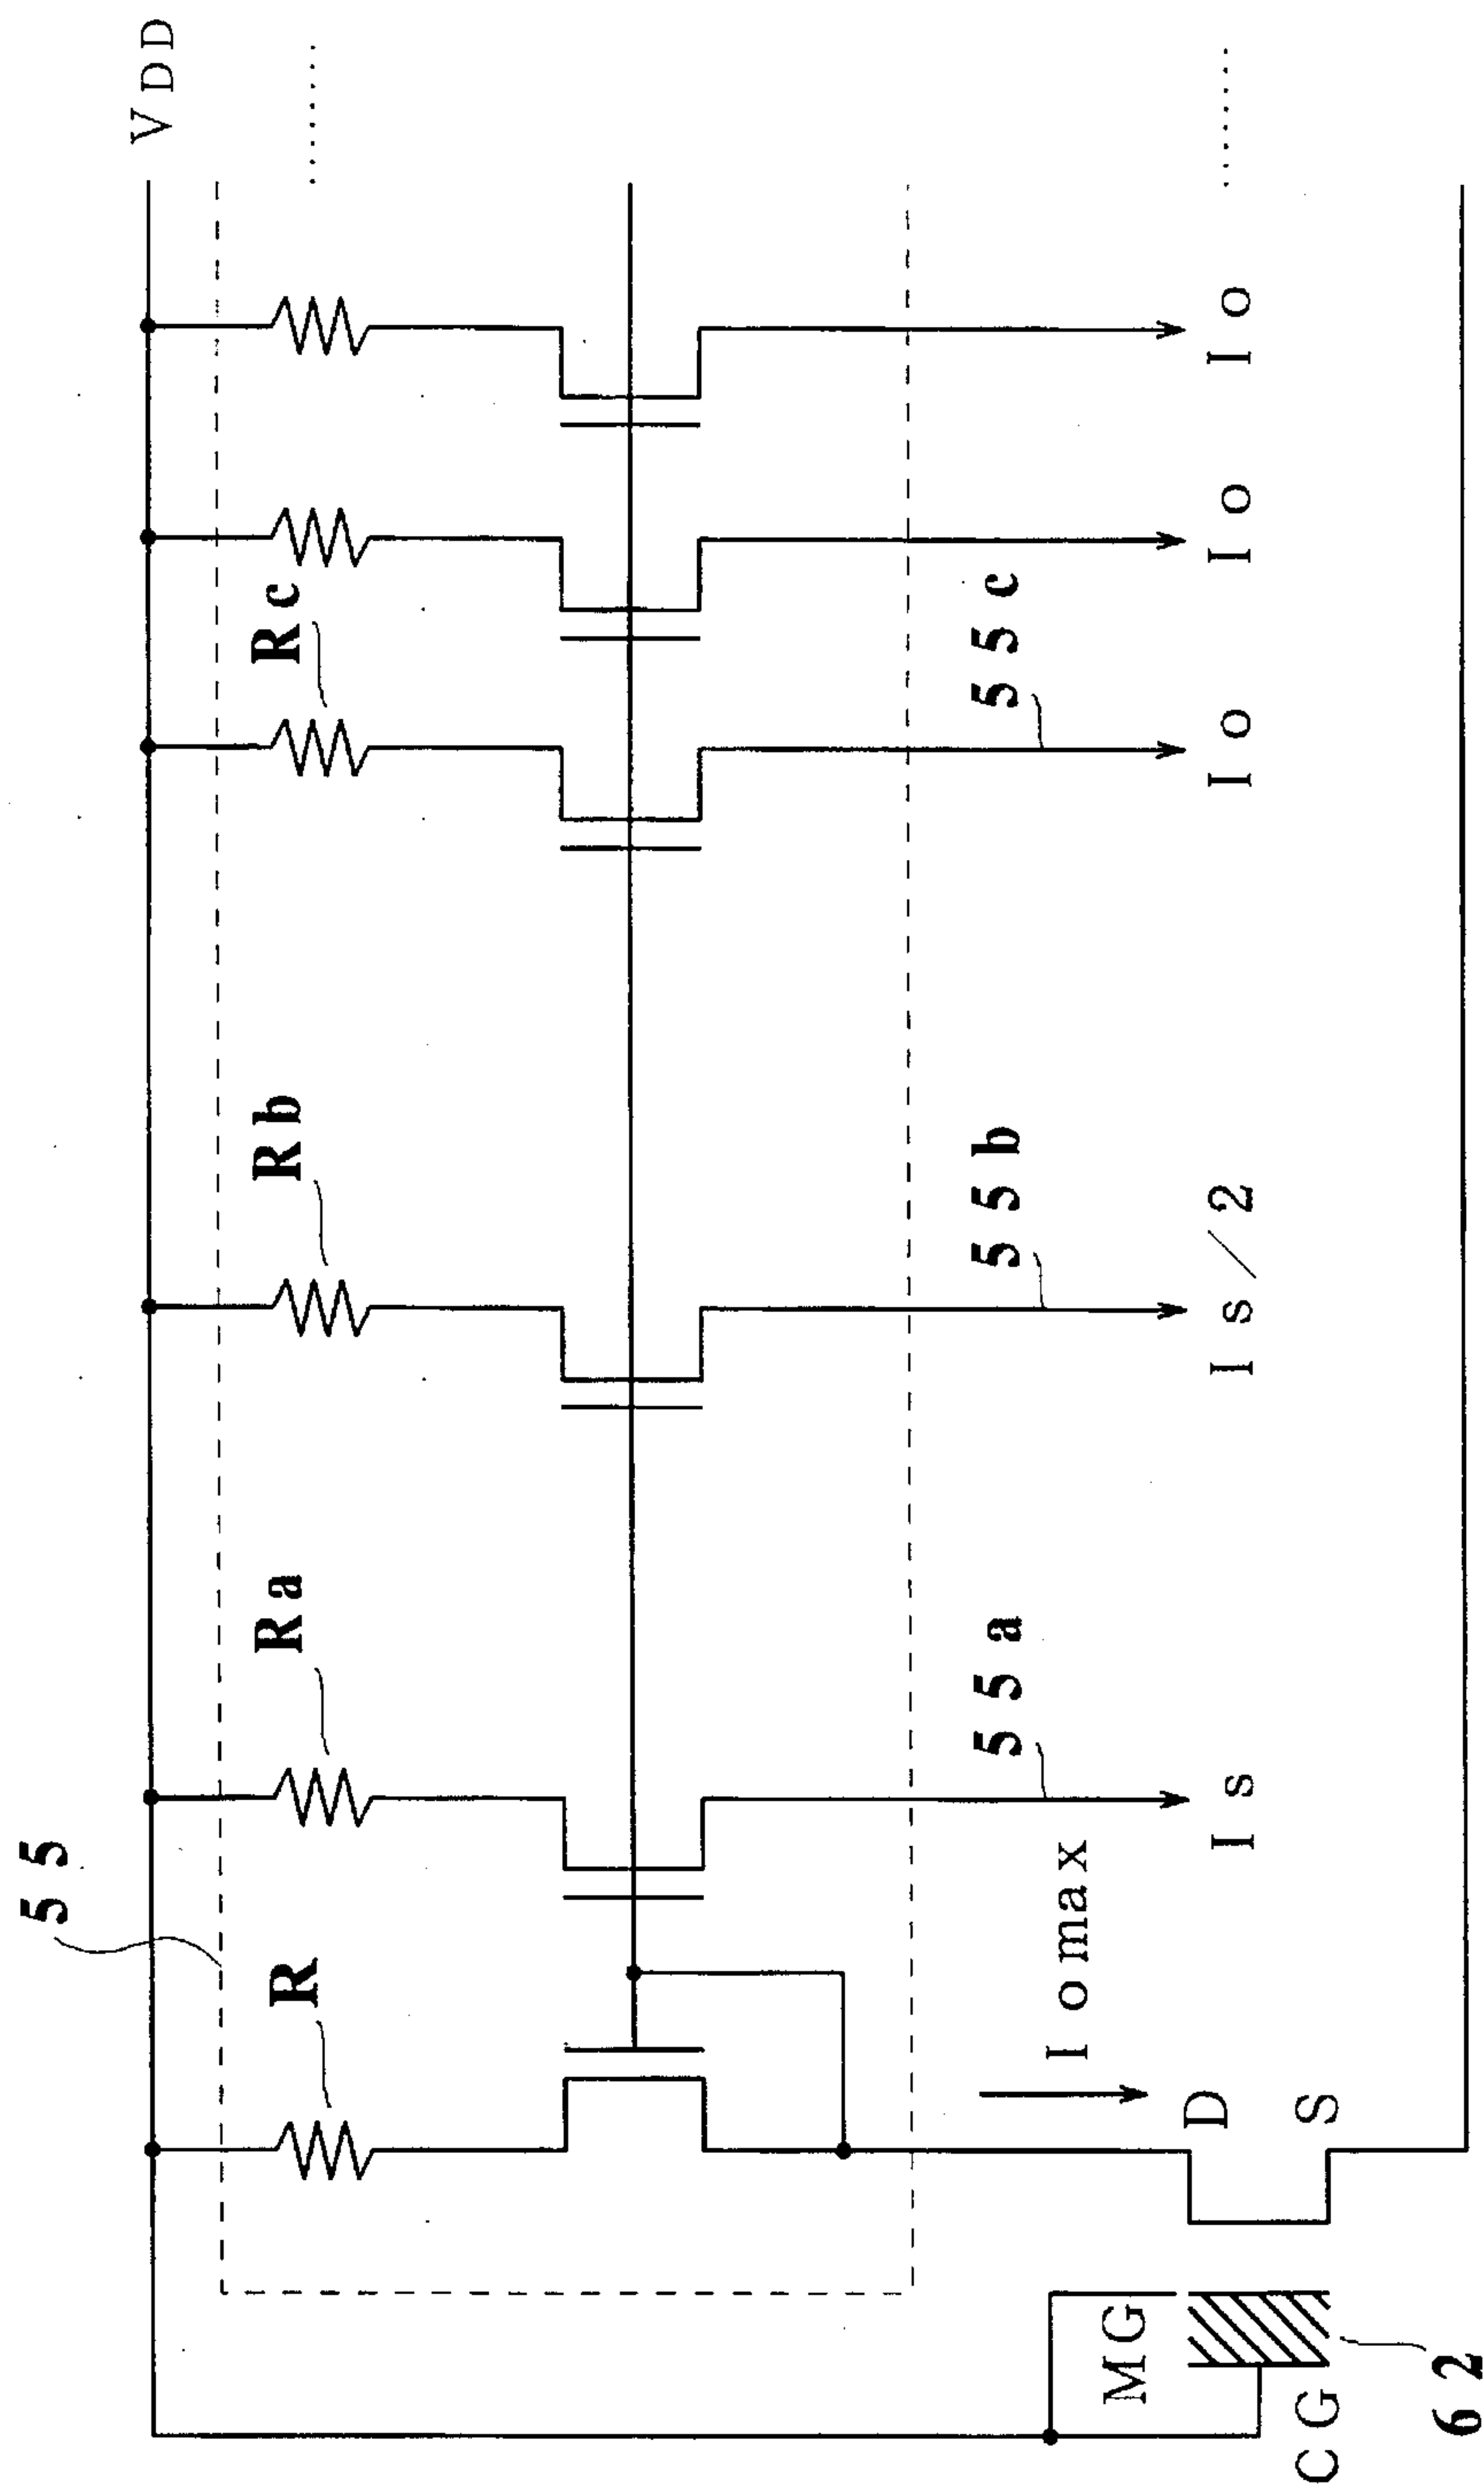 VDD
55
R
Ra
Rb
Rc
......
55a
55b
55c
Iomax
Is
Is/2
Io
Io
Io
......
D
S
MG
CG
62